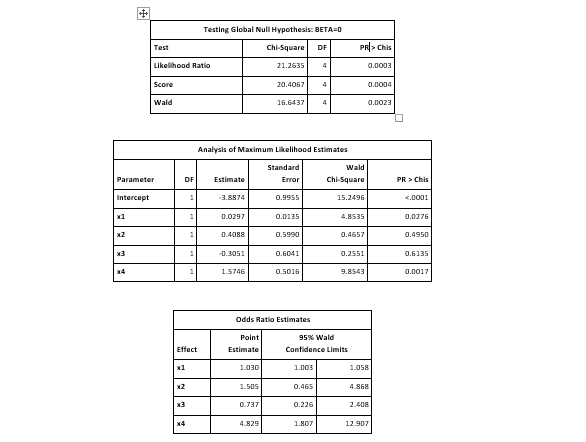 Testing Global Null Hypothesis: BETA=0
Test Chi-Square DF PR > Chis
Likelihood Ratio 21.2635 4 0.0003
Score 20.4067 4 0.0004
Wald 16.6437 4 0.0023
Analysis of Maximum Likelihood Estimates
Standard Wald
Parameter DF Estimate Error Chi-Square PR > Chis
Intercept 1 -3.8874 0.9955 15.2496 <.0001
x1 1 0.0297 0.0135 4.8535 0.0276
x2 1 0.4088 0.5990 0.4657 0.4950
x3 1 -0.3051 0.6041 0.2551 0.6135
x4 1 1.5746 0.5016 9.8543 0.0017
Odds Ratio Estimates
Point 95% Wald
Effect Estimate Confidence Limits
x1 1.030 1.003 1.058
x2 1.505 0.465 4.868
x3 0.737 0.226 2.408
x4 4.829 1.807 12.907